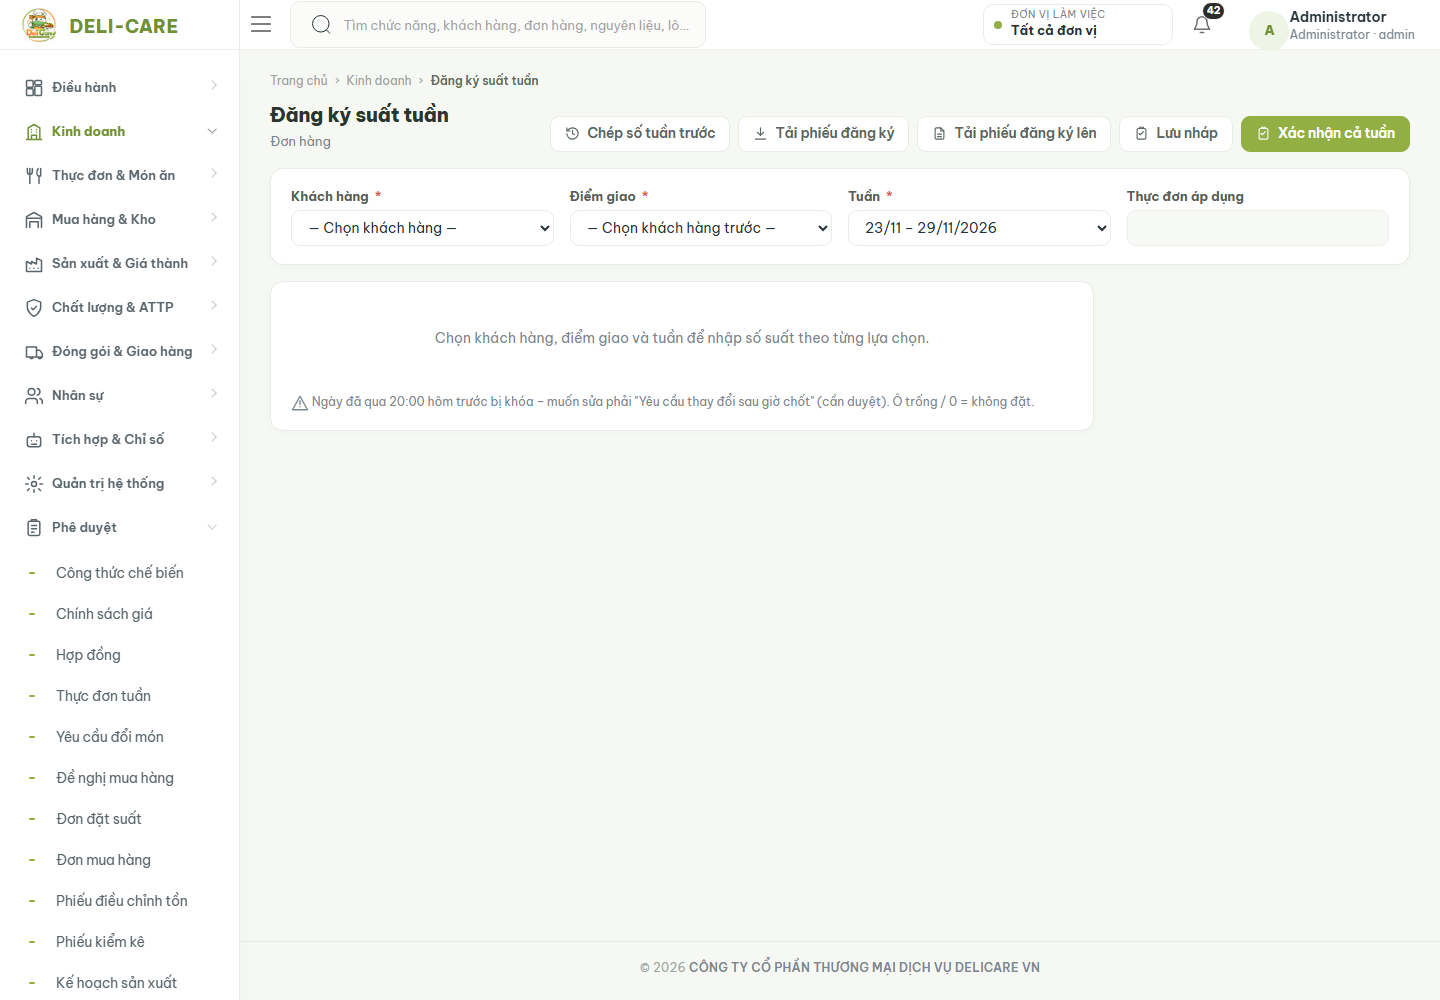 DELI-CARE
Tìm chức năng, khách hàng, đơn hàng, nguyên liệu, lô...
ĐƠN VỊ LÀM VIỆC
Tất cả đơn vị
42
A
Administrator
Administrator · admin
Điều hành
Kinh doanh
Thực đơn & Món ăn
Mua hàng & Kho
Sản xuất & Giá thành
Chất lượng & ATTP
Đóng gói & Giao hàng
Nhân sự
Tích hợp & Chỉ số
Quản trị hệ thống
Phê duyệt
Công thức chế biến
Chính sách giá
Hợp đồng
Thực đơn tuần
Yêu cầu đổi món
Đề nghị mua hàng
Đơn đặt suất
Đơn mua hàng
Phiếu điều chỉnh tồn
Phiếu kiểm kê
Kế hoạch sản xuất
Trang chủ › Kinh doanh › Đăng ký suất tuần
Đăng ký suất tuần
Đơn hàng
Chép số tuần trước
Tải phiếu đăng ký
Tải phiếu đăng ký lên
Lưu nháp
Xác nhận cả tuần
Khách hàng *
Điểm giao *
Tuần *
Thực đơn áp dụng
— Chọn khách hàng —
— Chọn khách hàng trước —
23/11 – 29/11/2026
Chọn khách hàng, điểm giao và tuần để nhập số suất theo từng lựa chọn.
Ngày đã qua 20:00 hôm trước bị khóa – muốn sửa phải "Yêu cầu thay đổi sau giờ chốt" (cần duyệt). Ô trống / 0 = không đặt.
© 2026 CÔNG TY CỔ PHẦN THƯƠNG MẠI DỊCH VỤ DELICARE VN